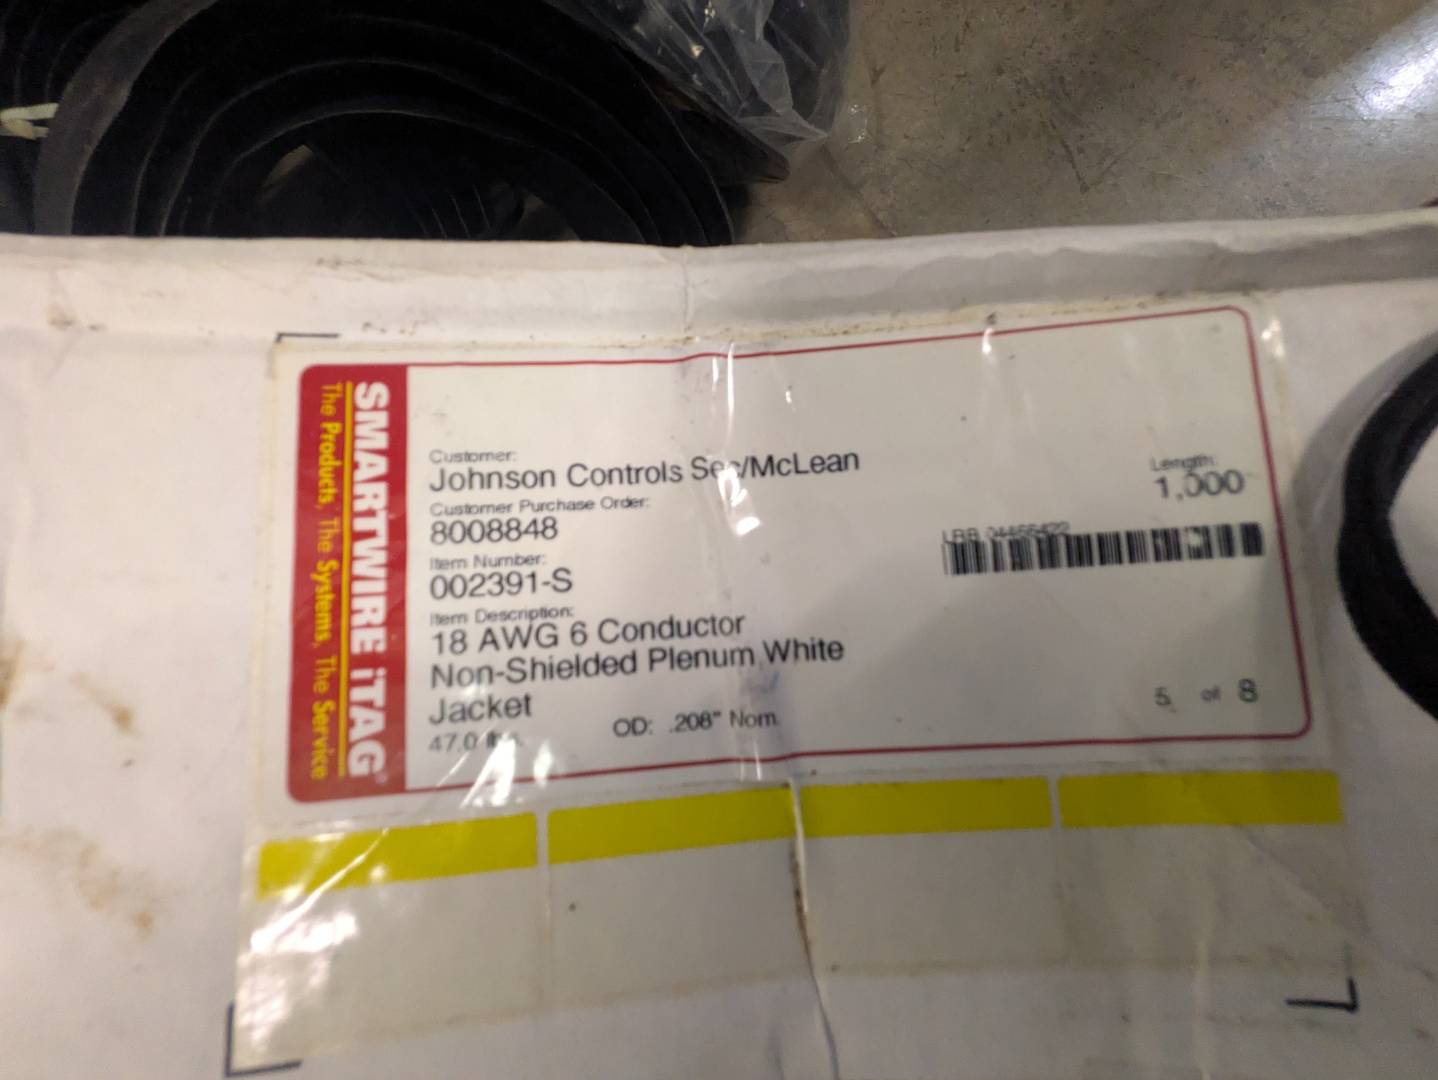 SMARTWIRE iTAG®
The Products, The Systems, The Service
Customer:
Johnson Controls Sec/McLean
Customer Purchase Order:
8008848
Item Number:
002391-S
Item Description:
18 AWG 6 Conductor
Non-Shielded Plenum White
Jacket
47.0
OD: .208" Nom
Length:
1,000
5 of 8